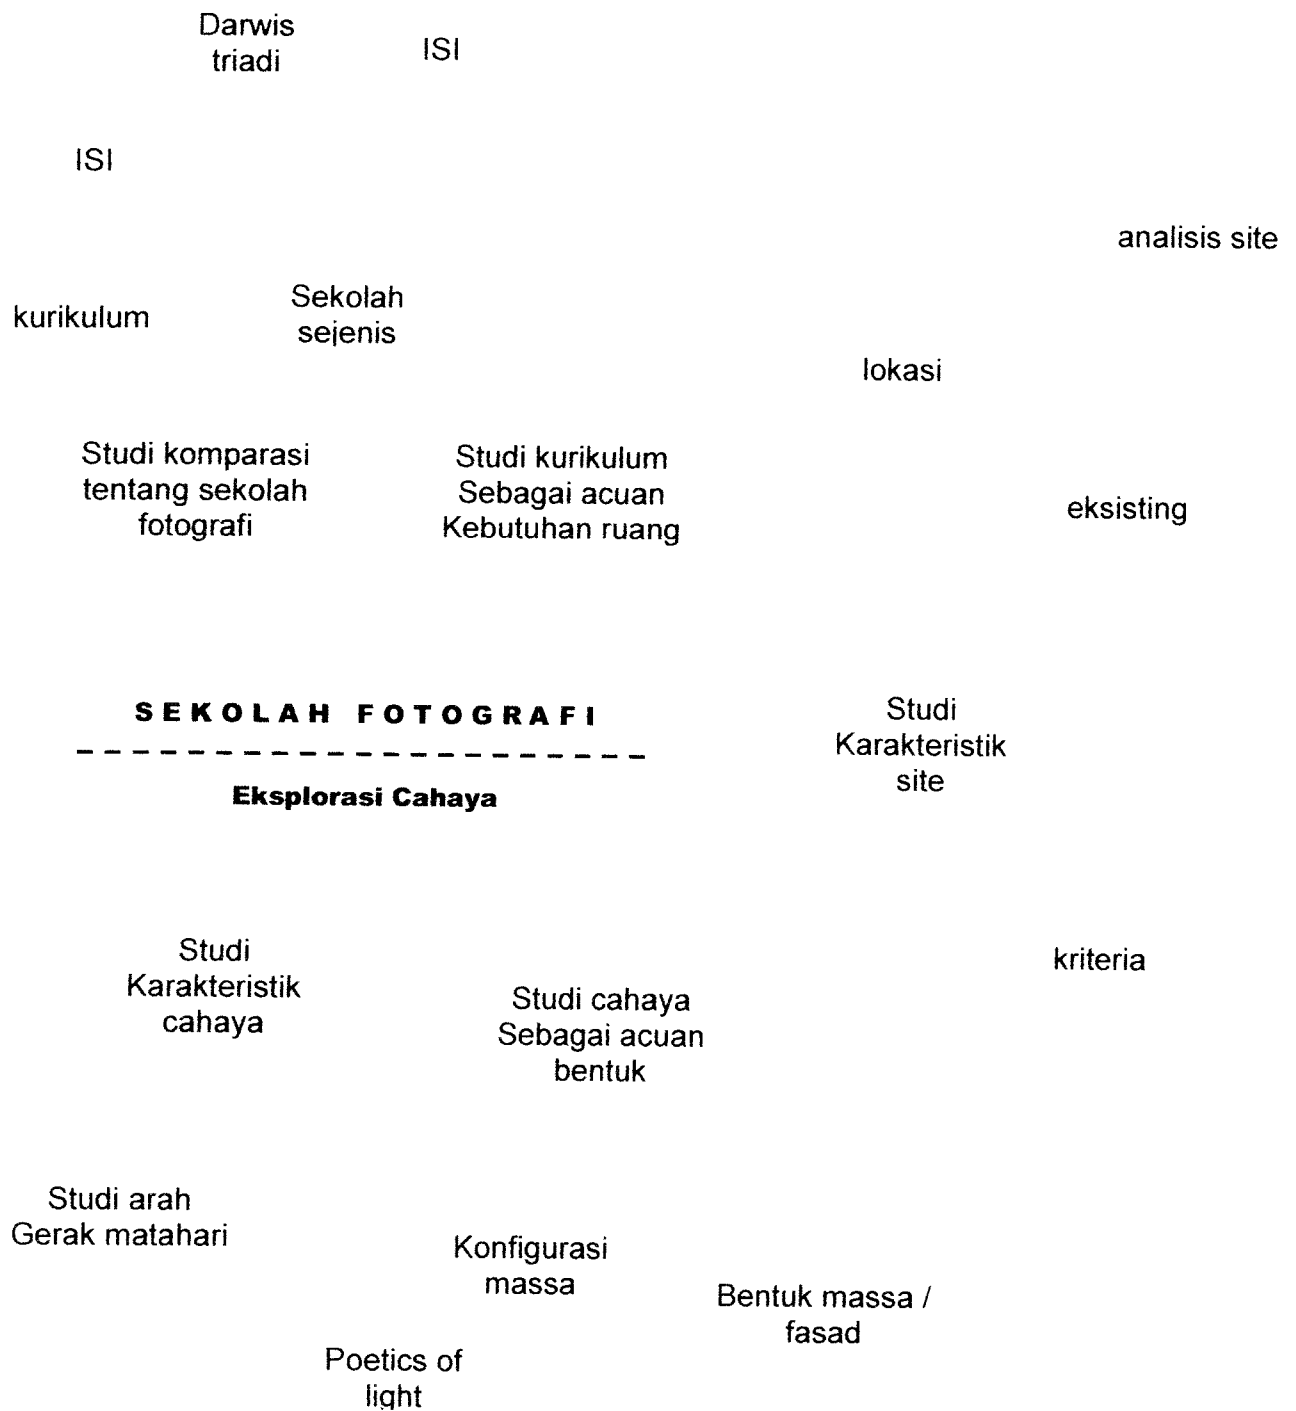 Darwis
triadi
ISI
ISI
analisis site
kurikulum
Sekolah
sejenis
lokasi
Studi komparasi
tentang sekolah
fotografi
Studi kurikulum
Sebagai acuan
Kebutuhan ruang
eksisting
SEKOLAH FOTOGRAFI
Eksplorasi Cahaya
Studi
Karakteristik
site
Studi
Karakteristik
cahaya
Studi cahaya
Sebagai acuan
bentuk
kriteria
Studi arah
Gerak matahari
Konfigurasi
massa
Bentuk massa /
fasad
Poetics of
light